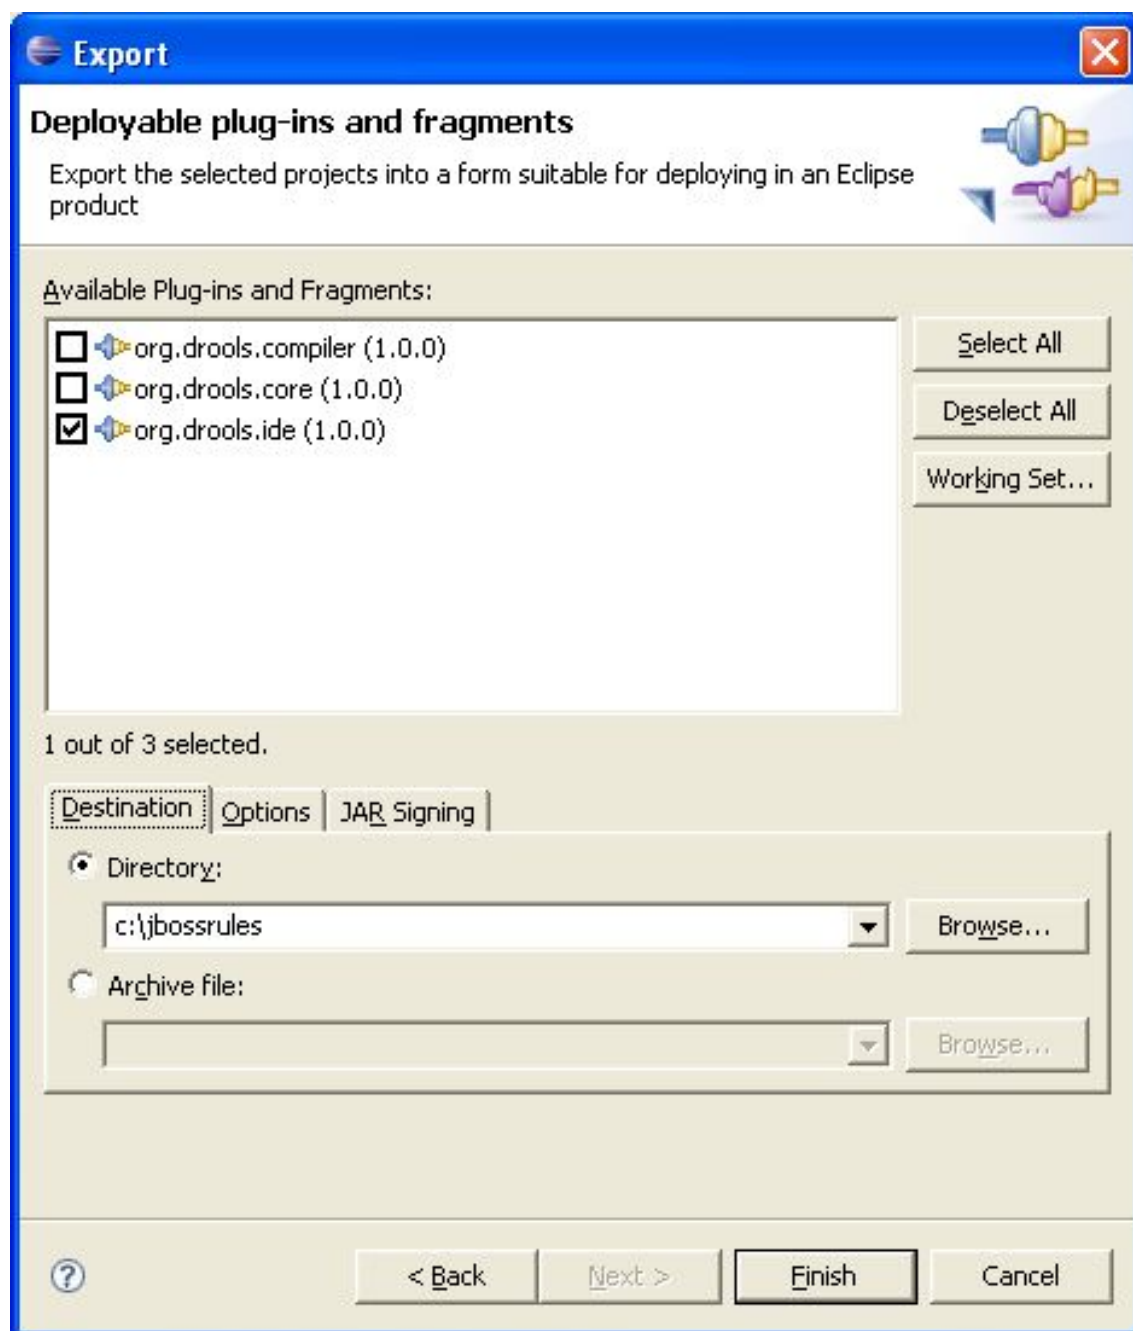 Export
Deployable plug-ins and fragments
Export the selected projects into a form suitable for deploying in an Eclipse
product
Available Plug-ins and Fragments:
org.drools.compiler (1.0.0)
org.drools.core (1.0.0)
org.drools.ide (1.0.0)
Select All
Deselect All
Working Set...
1 out of 3 selected.
Destination Options JAR Signing
Directory:
c:\jbossrules Browse...
Archive file:
Browse...
? < Back Next > Finish Cancel